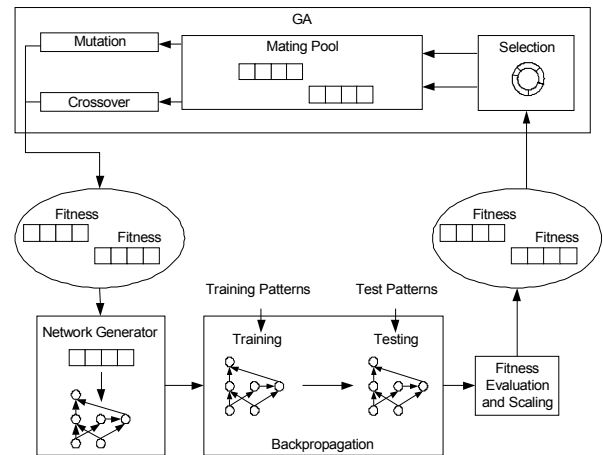 GA
Mutation
Mating Pool
Selection
Crossover
Fitness
Fitness
Fitness
Fitness
Training Patterns
Test Patterns
Network Generator
Training
Testing
Fitness
Evaluation
and Scaling
Backpropagation